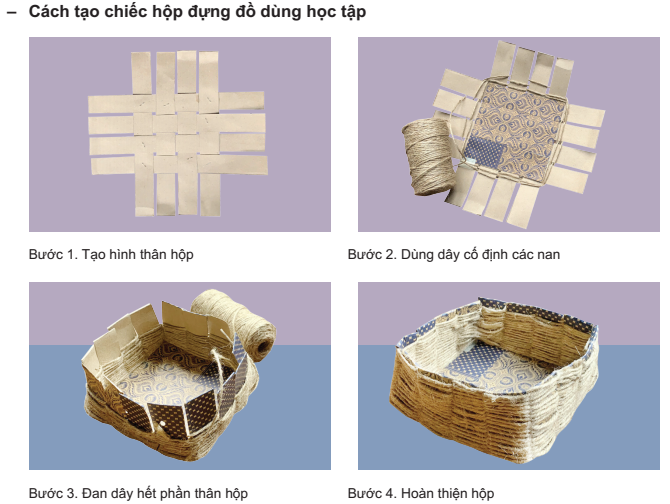 – Cách tạo chiếc hộp đựng đồ dùng học tập
Bước 1. Tạo hình thân hộp
Bước 2. Dùng dây cố định các nan
Bước 3. Đan dây hết phần thân hộp
Bước 4. Hoàn thiện hộp